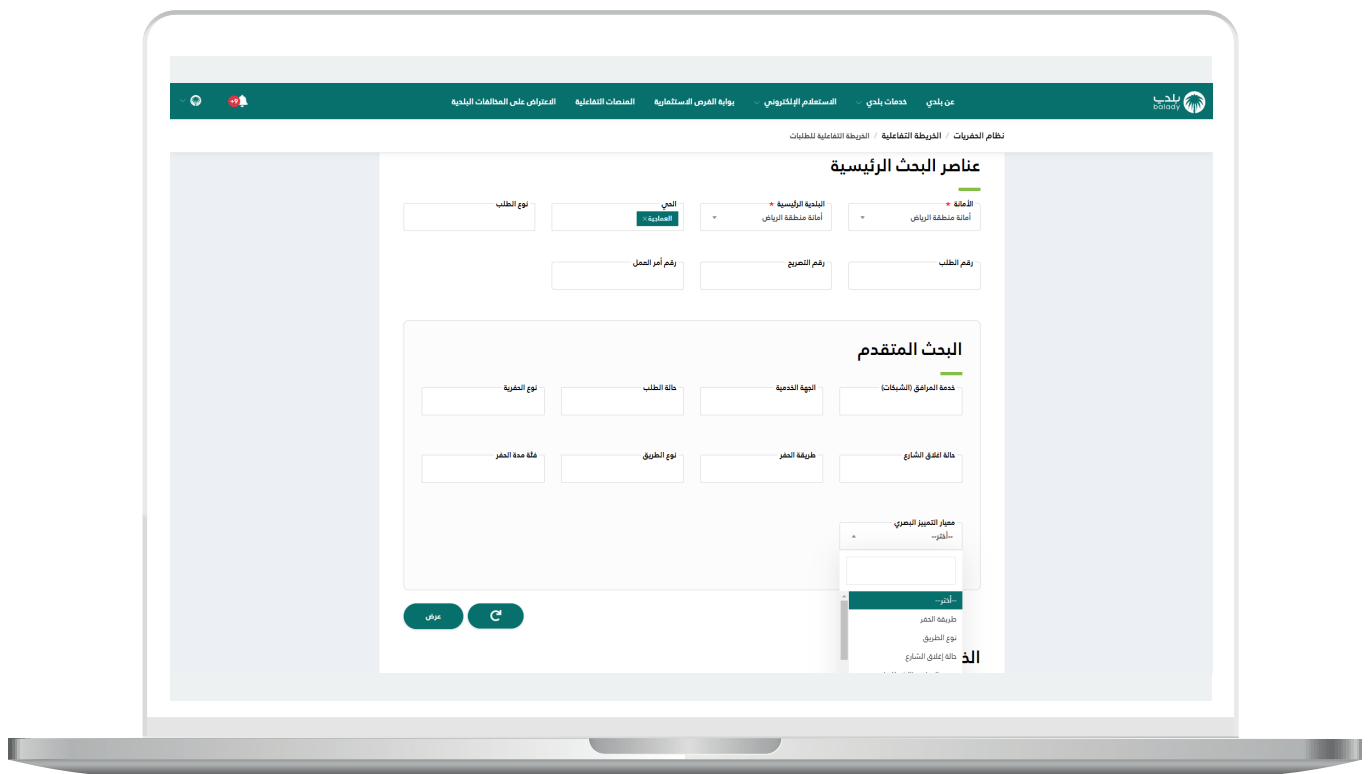 بلدي
balady
عن بلدي
خدمات بلدي
الاستعلام الإلكتروني
بوابة الفرص الاستثمارية
المنصات التفاعلية
الاعتراض على المخالفات البلدية
+9
نظام الحفريات / الخريطة التفاعلية / الخريطة التفاعلية للطلبات
عناصر البحث الرئيسية
الأمانة *
أمانة منطقة الرياض
البلدية الرئيسية *
أمانة منطقة الرياض
الحي
العمادية ×
نوع الطلب
رقم الطلب
رقم التصريح
رقم أمر العمل
البحث المتقدم
خدمة المرافق (الشبكات)
الجهة الخدمية
حالة الطلب
نوع الحفرية
حالة اغلاق الشارع
طريقة الحفر
نوع الطريق
فئة مدة الحفر
معيار التمييز البصري
--أختر--
--أختر--
طريقة الحفر
نوع الطريق
حالة إغلاق الشارع
عرض